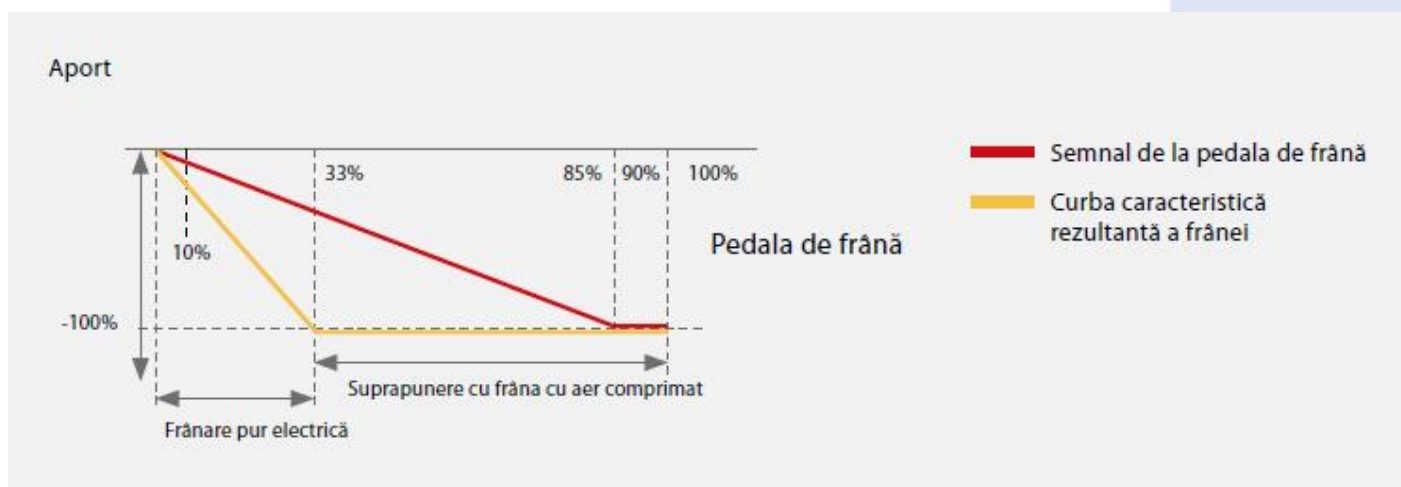 Aport
33%
85%
90%
100%
10%
-100%
Pedala de frână
Suprapunere cu frâna cu aer comprimat
Frânare pur electrică
Semnal de la pedala de frână
Curba caracteristică
rezultantă a frânei